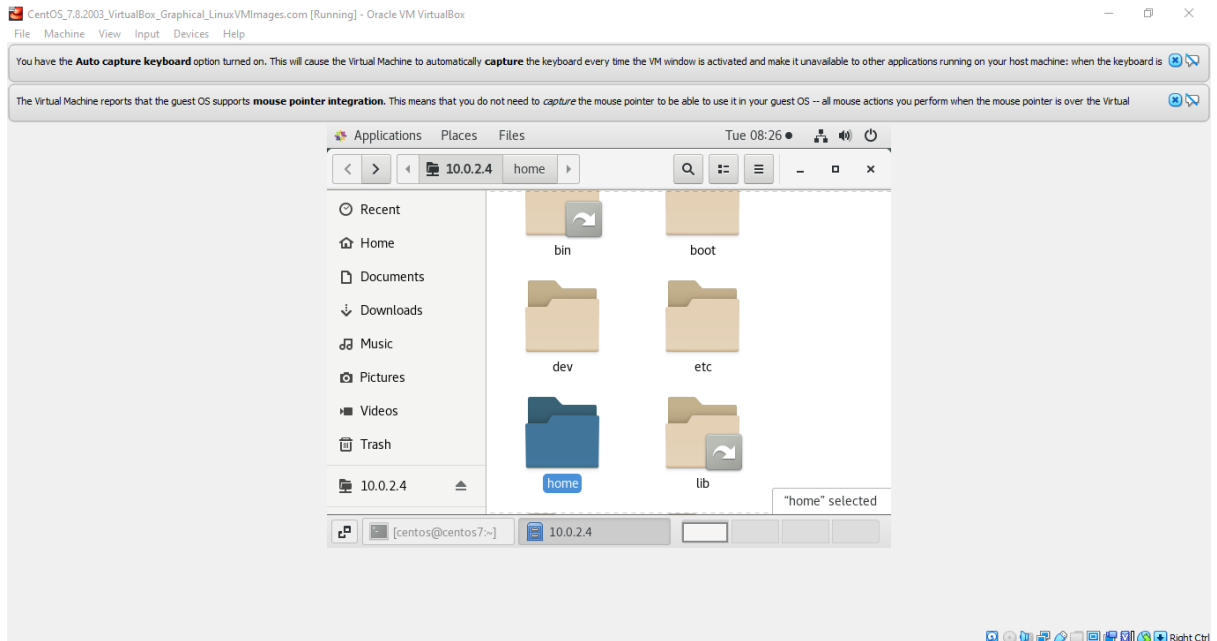 CentOS_7.8.2003_VirtualBox_Graphical_LinuxVMImages.com [Running] - Oracle VM VirtualBox
File Machine View Input Devices Help
You have the Auto capture keyboard option turned on. This will cause the Virtual Machine to automatically capture the keyboard every time the VM window is activated and make it unavailable to other applications running on your host machine: when the keyboard is
The Virtual Machine reports that the guest OS supports mouse pointer integration. This means that you do not need to capture the mouse pointer to be able to use it in your guest OS -- all mouse actions you perform when the mouse pointer is over the Virtual
Applications Places Files Tue 08:26
10.0.2.4 home
Recent
Home
Documents
Downloads
Music
Pictures
Videos
Trash
10.0.2.4
bin boot
dev etc
home lib
"home" selected
[centos@centos7:~] 10.0.2.4
Right Ctrl